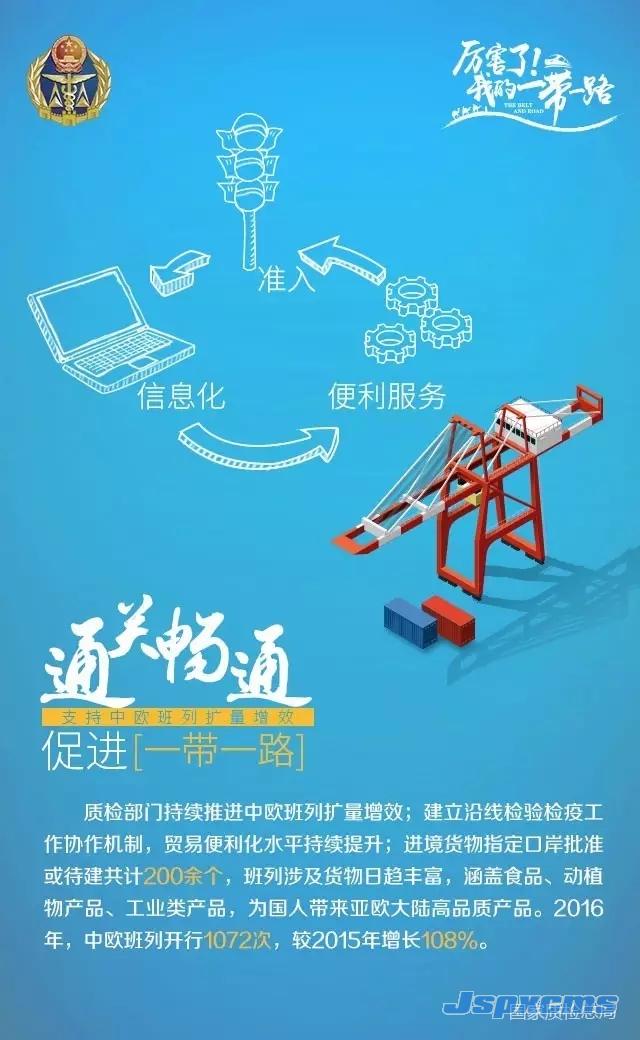 厉害了!
我的一带一路
THE BELT
AND ROAD
准入
信息化
便利服务
通关畅通
支持中欧班列扩量增效
促进[一带一路]
质检部门持续推进中欧班列扩量增效；建立沿线检验检疫工
作协作机制，贸易便利化水平持续提升；进境货物指定口岸批准
或待建共计200余个，班列涉及货物日趋丰富，涵盖食品、动植
物产品、工业类产品，为国人带来亚欧大陆高品质产品。2016
年，中欧班列开行1072次，较2015年增长108%。
Jspxcms
国家质检总局